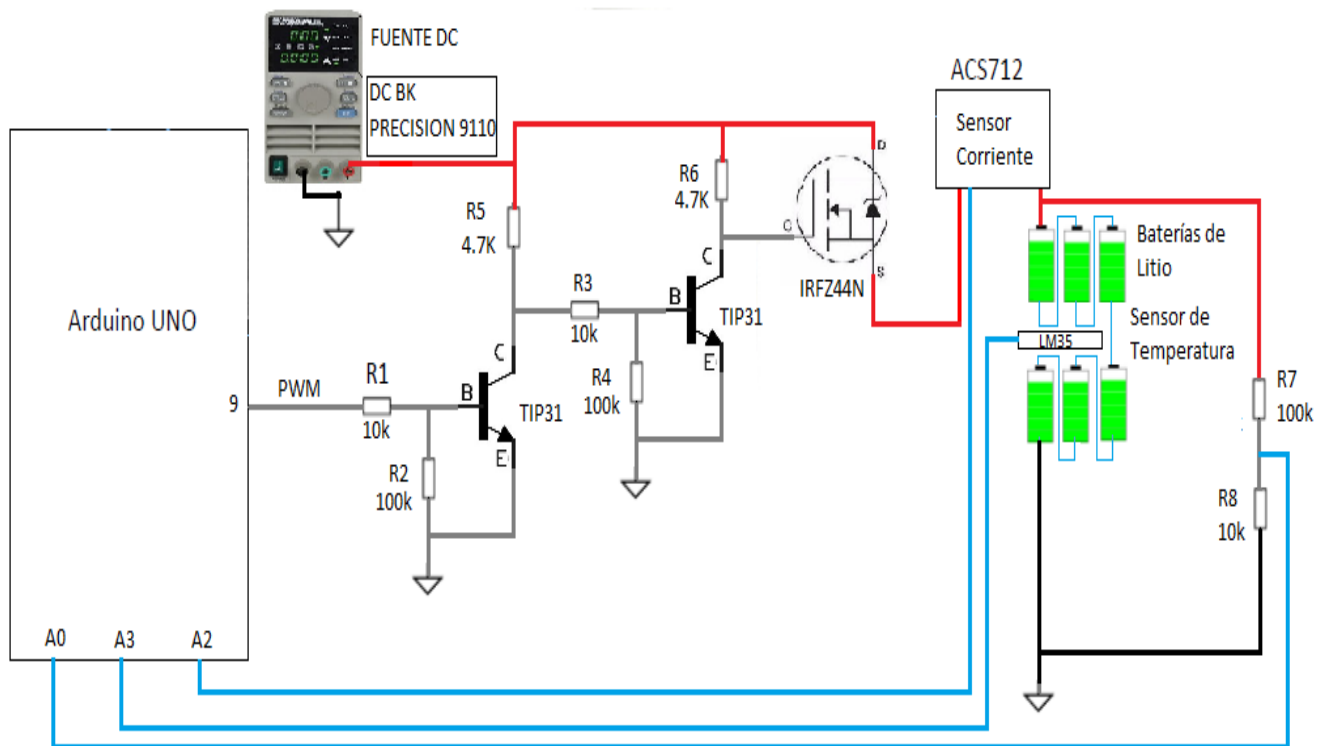 FUENTE DC
DC BK
PRECISION 9110
ACS712
Sensor
Corriente
R5
4.7K
R6
4.7K
D
G
S
IRFZ44N
Baterías de
Litio
Sensor de
Temperatura
LM35
Arduino UNO
9
PWM
R1
10k
R2
100k
B
C
E
TIP31
R3
10k
R4
100k
B
C
E
TIP31
R7
100k
R8
10k
A0
A3
A2